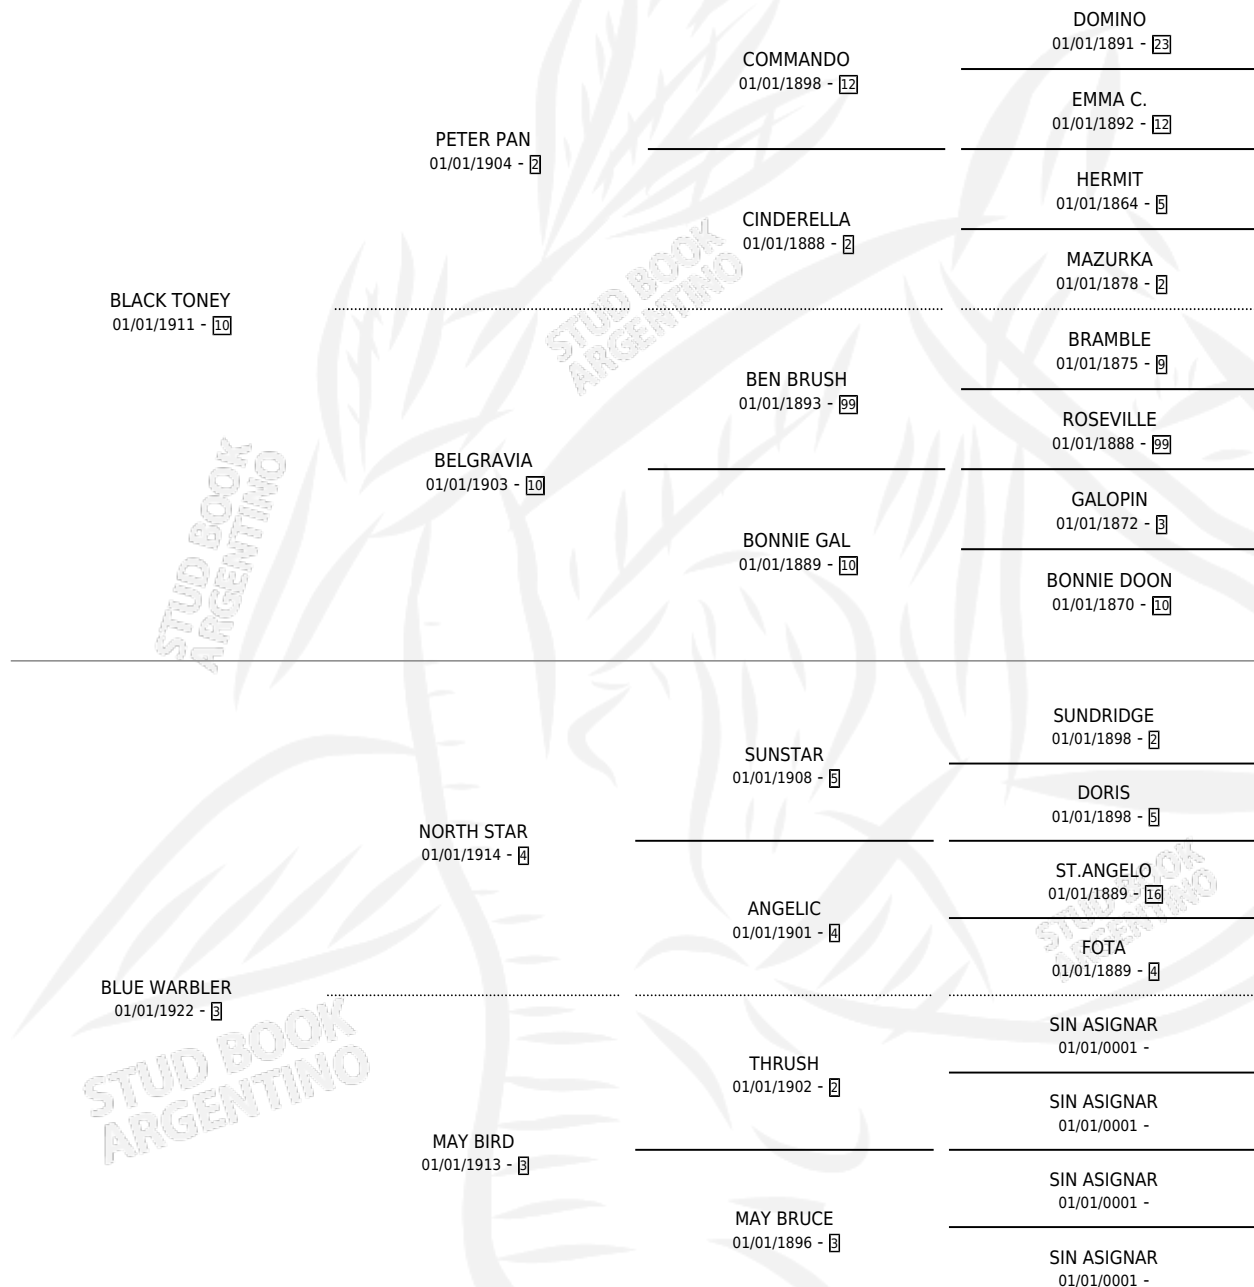 DOMINO
01/01/1891 - 23
COMMANDO
01/01/1898 - 12
EMMA C.
01/01/1892 - 12
PETER PAN
01/01/1904 - 2
HERMIT
01/01/1864 - 5
CINDERELLA
01/01/1888 - 2
MAZURKA
01/01/1878 - 2
BLACK TONEY
01/01/1911 - 10
BRAMBLE
01/01/1875 - 9
BEN BRUSH
01/01/1893 - 99
ROSEVILLE
01/01/1888 - 99
BELGRAVIA
01/01/1903 - 10
GALOPIN
01/01/1872 - 3
BONNIE GAL
01/01/1889 - 10
BONNIE DOON
01/01/1870 - 10
SUNDRIDGE
01/01/1898 - 2
SUNSTAR
01/01/1908 - 5
DORIS
01/01/1898 - 5
NORTH STAR
01/01/1914 - 4
ST.ANGELO
01/01/1889 - 16
ANGELIC
01/01/1901 - 4
FOTA
01/01/1889 - 4
BLUE WARBLER
01/01/1922 - 3
SIN ASIGNAR
01/01/0001 -
THRUSH
01/01/1902 - 2
SIN ASIGNAR
01/01/0001 -
MAY BIRD
01/01/1913 - 3
SIN ASIGNAR
01/01/0001 -
MAY BRUCE
01/01/1896 - 3
SIN ASIGNAR
01/01/0001 -
STUD BOOK
ARGENTINO
STUD BOOK
ARGENTINO
STUD BOOK
ARGENTINO
STUD BOOK
ARGENTINO